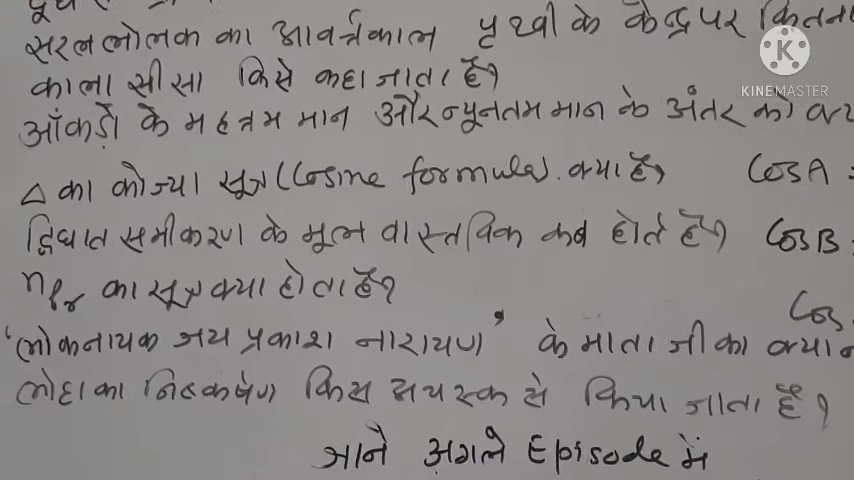 सरल लोलक का आवर्त्तकाल पृथ्वी के केन्द्र पर कितना
काला सीसा किसे कहा जाता है?
आँकड़ों के महत्तम मान और न्यूनतम मान के अंतर को क्या
△ का कोज्या सूत्र (Cosine formula) क्या है? CosA =
द्विघात समीकरण के मूल वास्तविक कब होते हैं? CosB =
nPr का सूत्र क्या होता है?
Cos
'लोकनायक जय प्रकाश नारायण' के माता जी का क्या
लोहा का निष्कर्षण किस अयस्क से किया जाता है?
जाने अगले Episode में
KINEMASTER